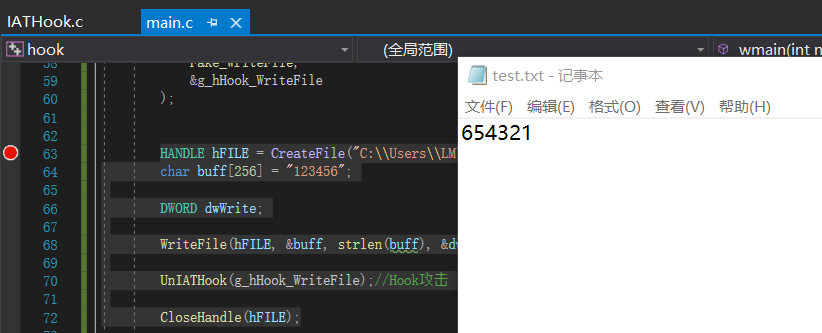 IATHook.c main.c
hook (全局范围) wmain(int n
59 &g_hHook_WriteFile
60 );
61
62
63 HANDLE hFILE = CreateFile("C:\\Users\\LM
64 char buff[256] = "123456";
65
66 DWORD dwWrite;
67
68 WriteFile(hFILE, &buff, strlen(buff), &d
69
70 UnIATHook(g_hHook_WriteFile);//Hook攻击
71
72 CloseHandle(hFILE);
test.txt - 记事本
文件(F) 编辑(E) 格式(O) 查看(V) 帮助(H)
654321